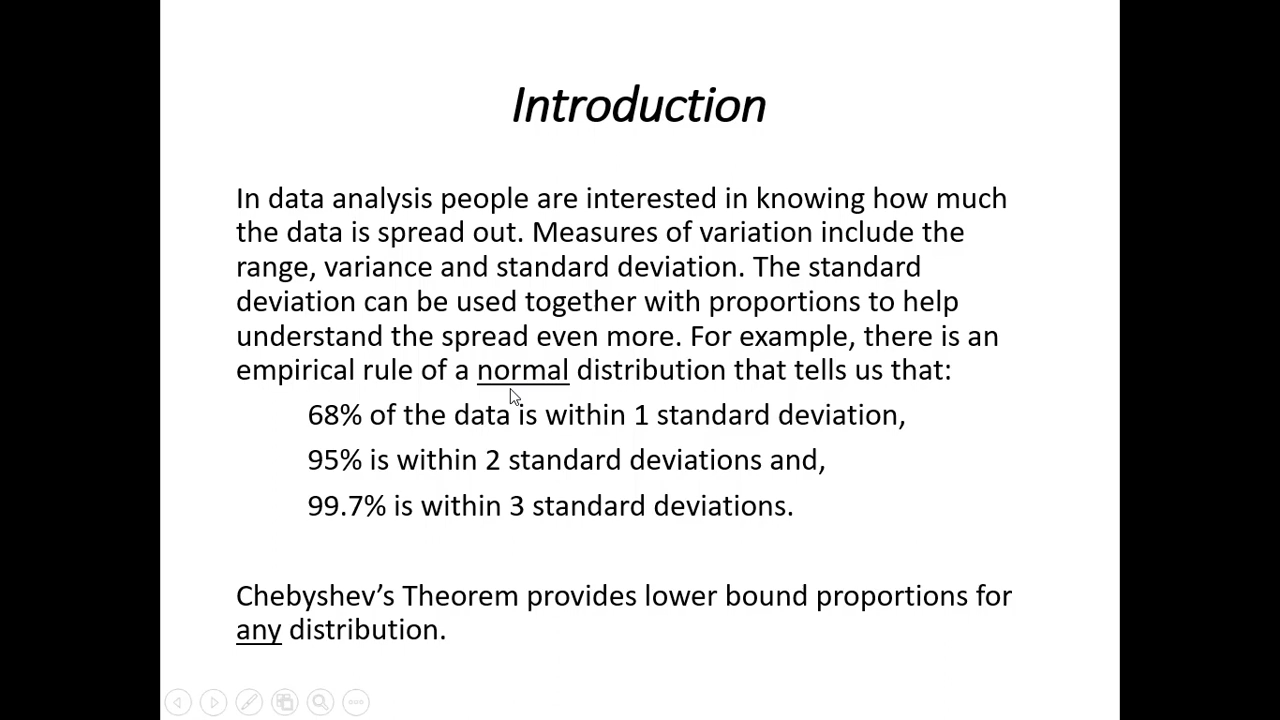 Introduction
In data analysis people are interested in knowing how much
the data is spread out. Measures of variation include the
range, variance and standard deviation. The standard
deviation can be used together with proportions to help
understand the spread even more. For example, there is an
empirical rule of a normal distribution that tells us that:
68% of the data is within 1 standard deviation,
95% is within 2 standard deviations and,
99.7% is within 3 standard deviations.
Chebyshev’s Theorem provides lower bound proportions for
any distribution.